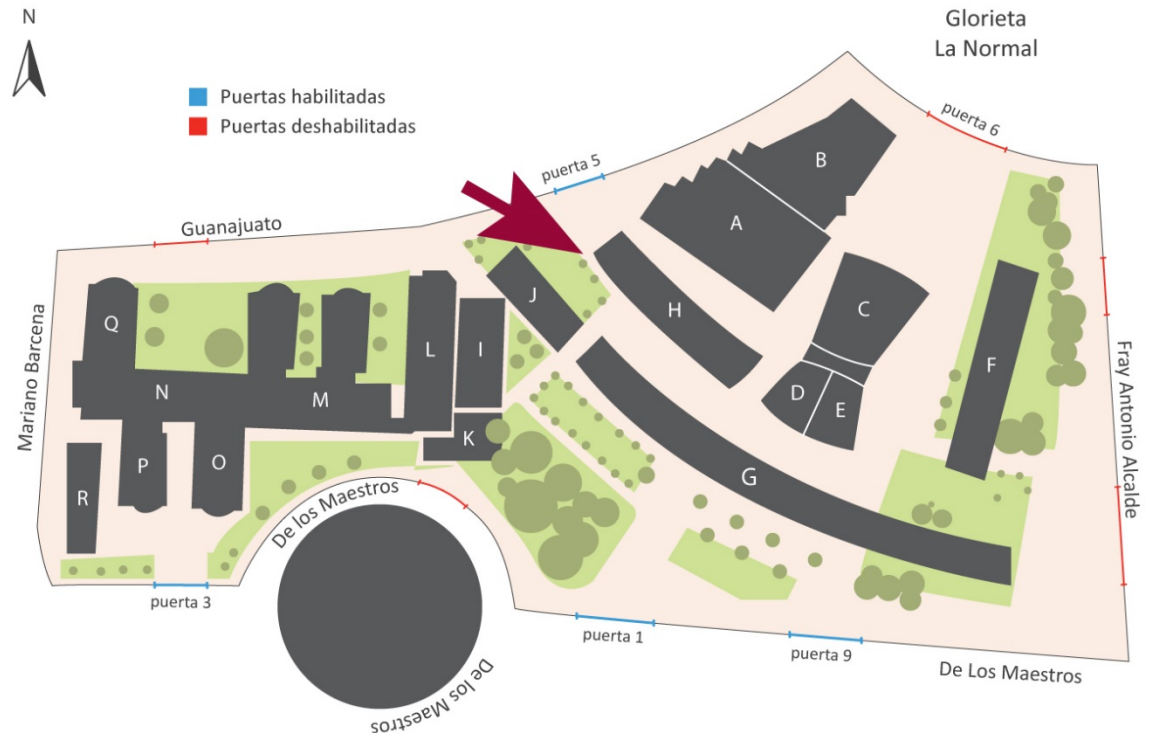 N
Glorieta
La Normal
Puertas habilitadas
Puertas deshabilitadas
puerta 6
puerta 5
B
A
Guanajuato
J
H
C
Q
L
I
F
N
M
D
E
Mariano Barcena
Fray Antonio Alcalde
K
P
O
G
R
De los Maestros
puerta 3
puerta 1
puerta 9
De Los Maestros
De los Maestros